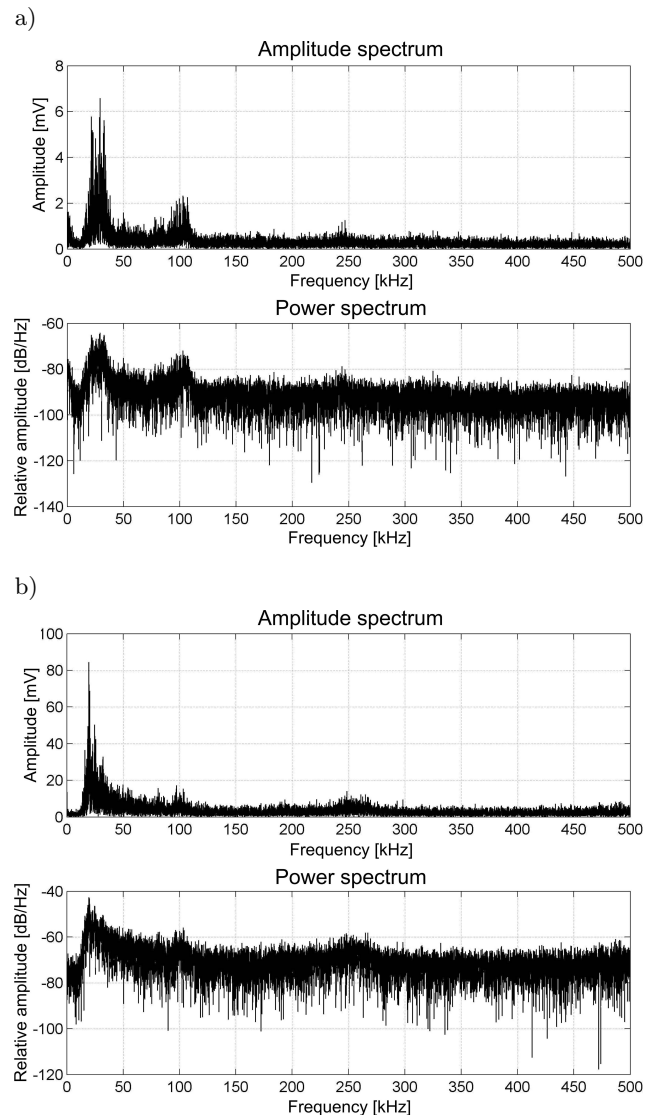 a)
Amplitude spectrum
8
6
4
2
0
Amplitude [mV]
0 50 100 150 200 250 300 350 400 450 500
Frequency [kHz]
Power spectrum
-60
-80
-100
-120
-140
Relative amplitude [dB/Hz]
0 50 100 150 200 250 300 350 400 450 500
Frequency [kHz]
b)
Amplitude spectrum
100
80
60
40
20
0
Amplitude [mV]
0 50 100 150 200 250 300 350 400 450 500
Frequency [kHz]
Power spectrum
-40
-60
-80
-100
-120
Relative amplitude [dB/Hz]
0 50 100 150 200 250 300 350 400 450 500
Frequency [kHz]